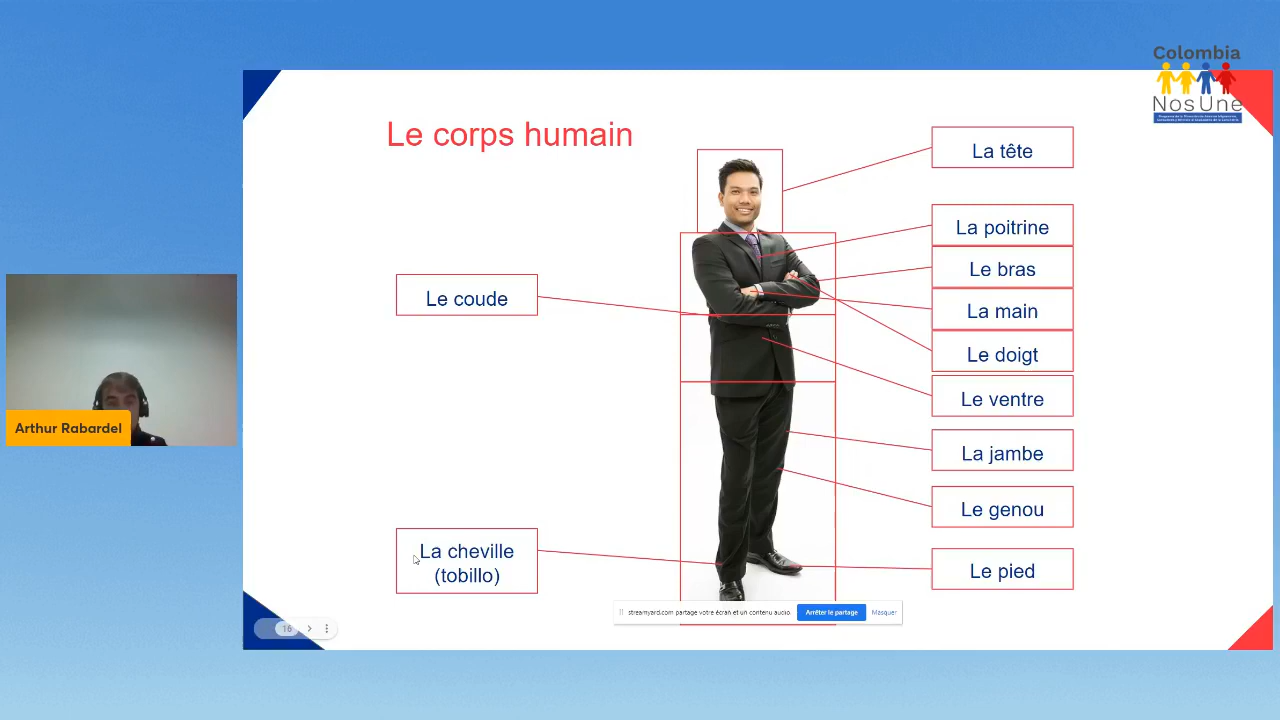 Colombia
NosUne
Le corps humain
La tête
La poitrine
Le bras
La main
Le doigt
Le ventre
La jambe
Le genou
Le pied
Le coude
La cheville
(tobillo)
Arthur Rabardel
16
streamyard.com partage votre écran et un contenu audio.
Arrêter le partage
Masquer